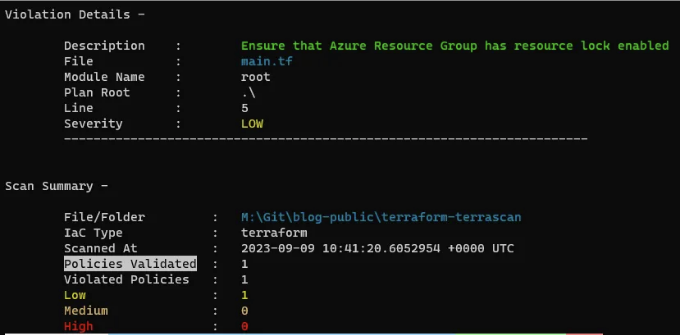 Violation Details -
Description : Ensure that Azure Resource Group has resource lock enabled
File : main.tf
Module Name : root
Plan Root : .\
Line : 5
Severity : LOW
-----------------------------------------------------------------------
Scan Summary -
File/Folder : M:\Git\blog-public\terraform-terrascan
IaC Type : terraform
Scanned At : 2023-09-09 10:41:20.6052954 +0000 UTC
Policies Validated : 1
Violated Policies : 1
Low : 1
Medium : 0
High : 0